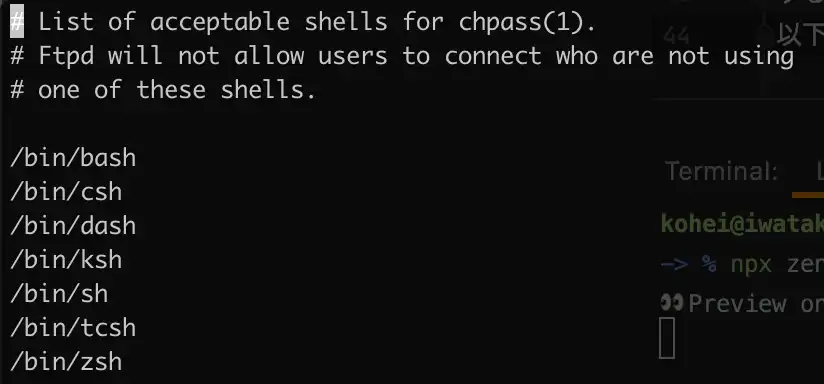 # List of acceptable shells for chpass(1).
# Ftpd will not allow users to connect who are not using
# one of these shells.
/bin/bash
/bin/csh
/bin/dash
/bin/ksh
/bin/sh
/bin/tcsh
/bin/zsh
44
以下
Terminal:
kohei@iwatak
-> % npx zen
👀Preview on